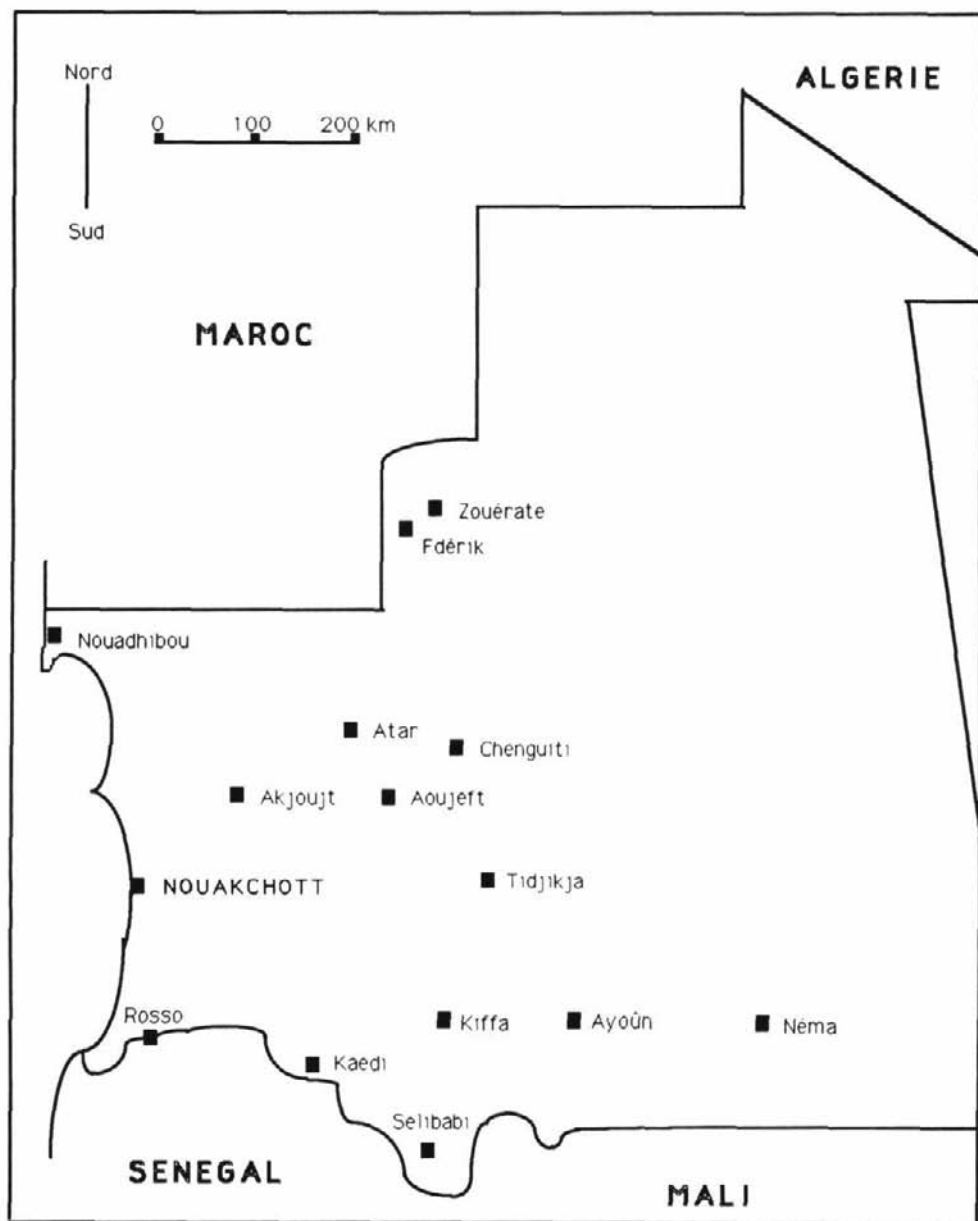 Nord
ALGERIE
0 100 200 km
Sud
MAROC
Zouérate
Fdérik
Nouadhibou
Atar
Chenguiti
Akjoujt
Aoujeft
NOUAKCHOTT
Tidjikja
Rosso
Kiffa
Ayoûn
Néma
Kaedi
Selibabi
SENEGAL
MALI